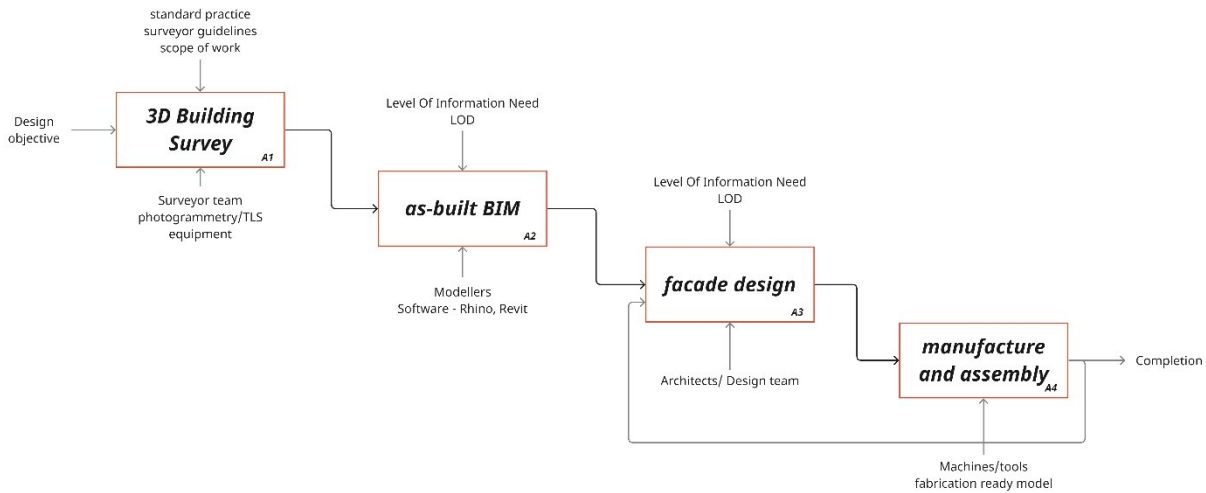 standard practice
surveyor guidelines
scope of work
Design
objective
3D Building
Survey
A1
Surveyor team
photogrammetry/TLS
equipment
Level Of Information Need
LOD
as-built BIM
A2
Modellers
Software - Rhino, Revit
Level Of Information Need
LOD
facade design
A3
Architects/ Design team
manufacture
and assembly
A4
Completion
Machines/tools
fabrication ready model